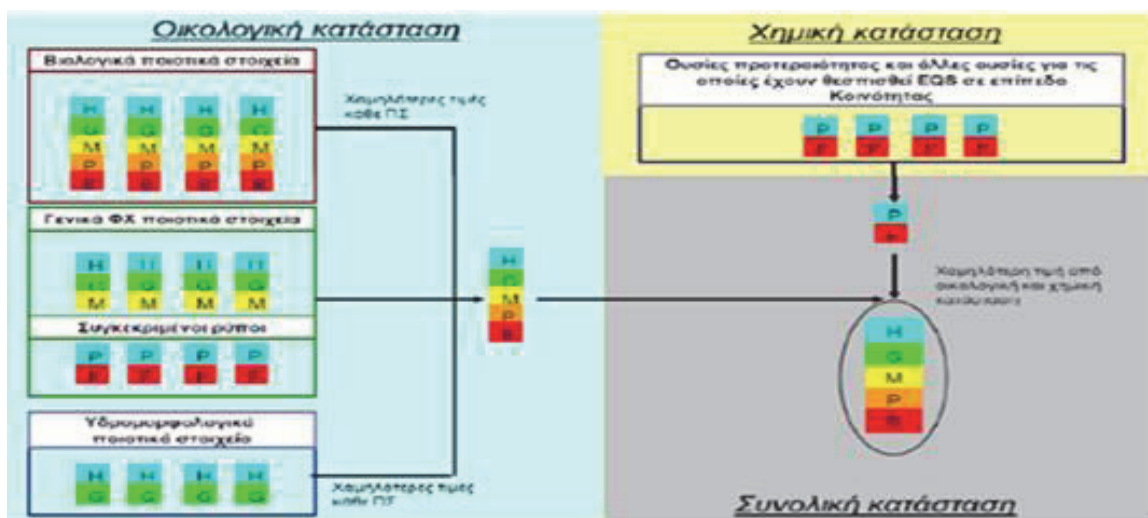 Οικολογική κατάσταση
Βιολογικά ποιοτικά στοιχεία
H H H H
G G G G
M M M M
P P P P
Χαμηλότερες τιμές
κάθε ΠΣ
Γενικά ΦΧ ποιοτικά στοιχεία
H
G G G
M M M M
Συγκεκριμένοι ρύποι
P P P P
Υδρομορφολογικά
ποιοτικά στοιχεία
H H H H
G G G G
Χαμηλότερες τιμές
κάθε ΠΣ
H
M
P
Χημική κατάσταση
Ουσίες προτεραιότητας και άλλες ουσίες για τις
οποίες έχουν θεσπισθεί EQS σε επίπεδο
Κοινότητας
P P P P
F F F F
P
F
Χαμηλότερη τιμή από
οικολογική και χημική
κατάσταση
H
G
M
P
Συνολική κατάσταση